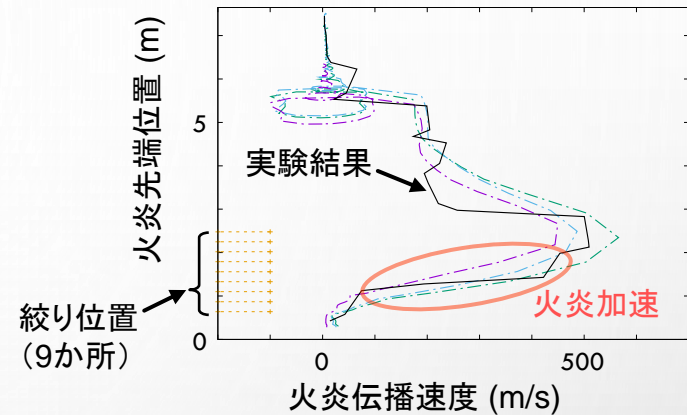 火炎先端位置 (m)
5
0
実験結果
絞り位置
（9か所）
火炎加速
0
500
火炎伝播速度 (m/s)